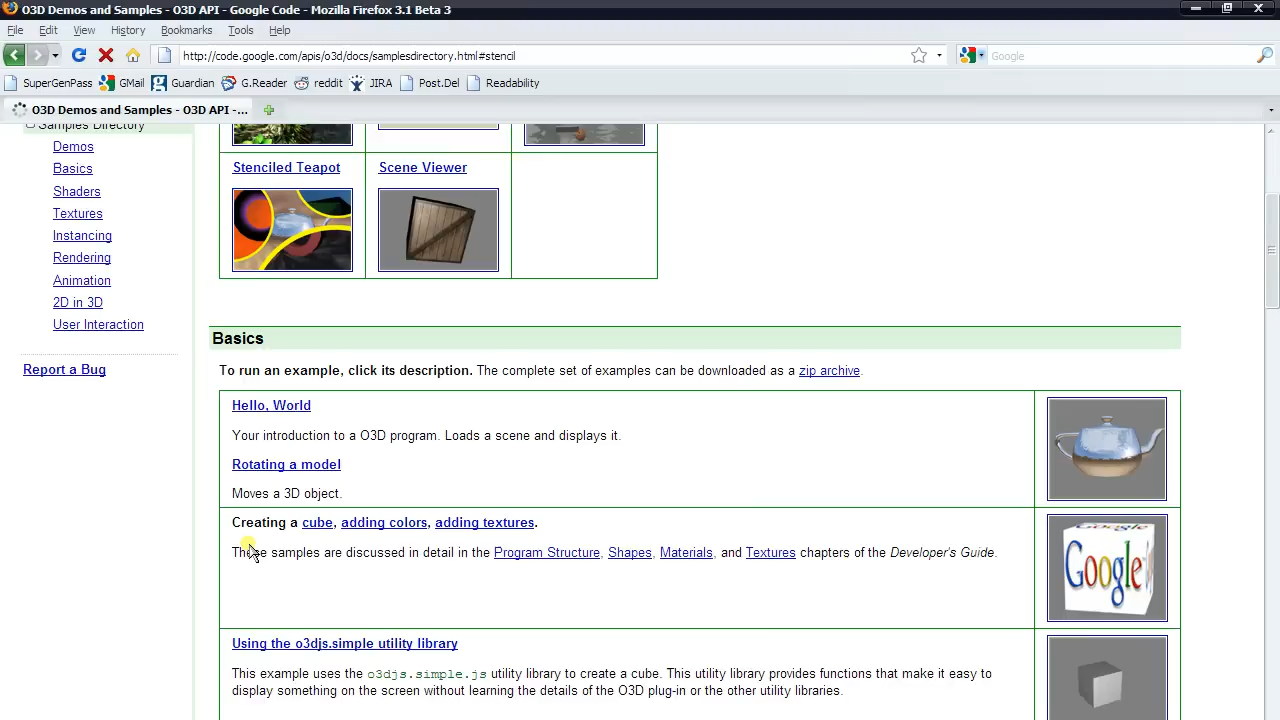 O3D Demos and Samples - O3D API - Google Code - Mozilla Firefox 3.1 Beta 3
File Edit View History Bookmarks Tools Help
http://code.google.com/apis/o3d/docs/samplesdirectory.html#stencil
Google
SuperGenPass GMail Guardian G.Reader reddit JIRA Post.Del Readability
O3D Demos and Samples - O3D API -...
Samples Directory
Demos
Basics
Shaders
Textures
Instancing
Rendering
Animation
2D in 3D
User Interaction
Report a Bug
Stenciled Teapot Scene Viewer
Basics
To run an example, click its description. The complete set of examples can be downloaded as a zip archive.
Hello, World
Your introduction to a O3D program. Loads a scene and displays it.
Rotating a model
Moves a 3D object.
Creating a cube, adding colors, adding textures.
These samples are discussed in detail in the Program Structure, Shapes, Materials, and Textures chapters of the Developer's Guide.
Google
Using the o3djs.simple utility library
This example uses the o3djs.simple.js utility library to create a cube. This utility library provides functions that make it easy to
display something on the screen without learning the details of the O3D plug-in or the other utility libraries.